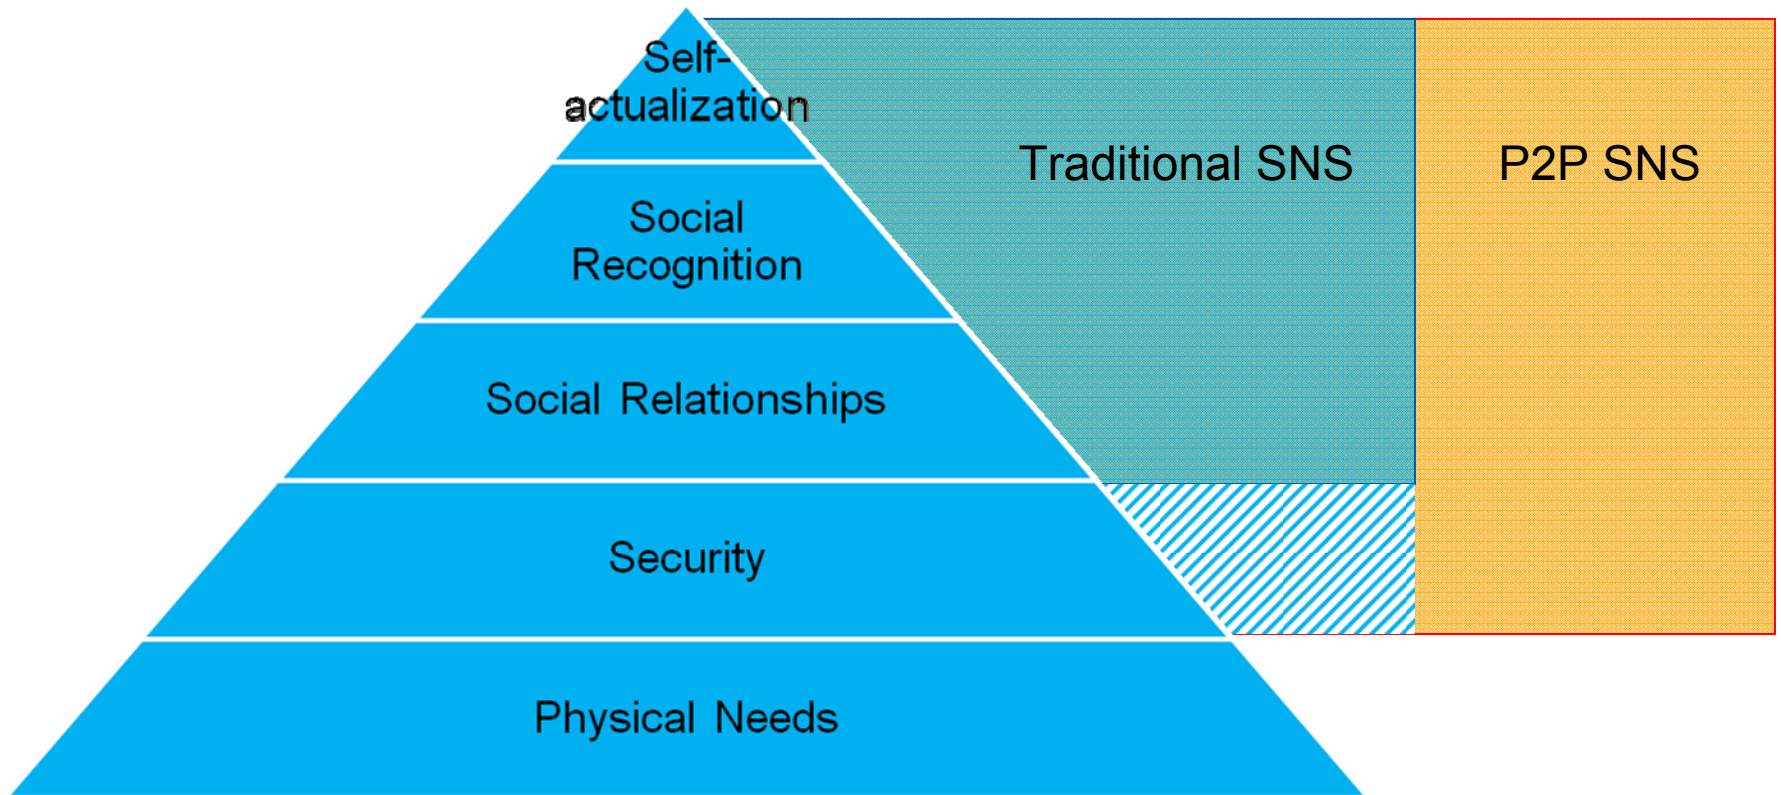 Self-
actualization
Traditional SNS
P2P SNS
Social
Recognition
Social Relationships
Security
Physical Needs